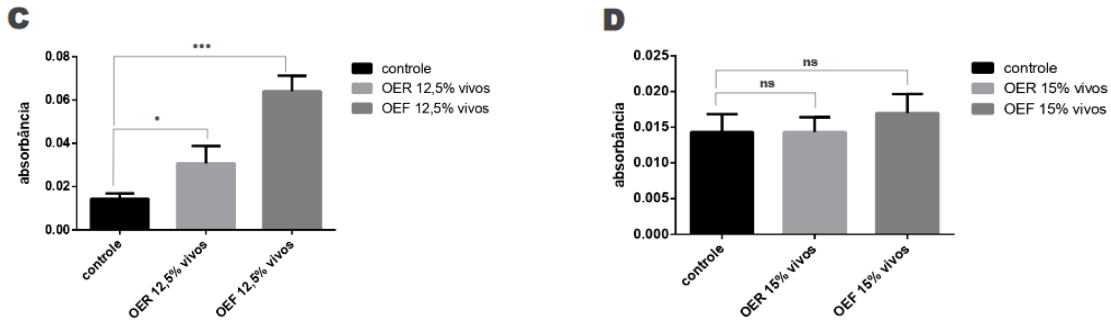 C
***
*
0.08
0.06
0.04
0.02
0.00
absorbância
controle
OER 12,5% vivos
OEF 12,5% vivos
controle
OER 12,5% vivos
OEF 12,5% vivos
D
ns
ns
0.025
0.020
0.015
0.010
0.005
0.000
absorbância
controle
OER 15% vivos
OEF 15% vivos
controle
OER 15% vivos
OEF 15% vivos